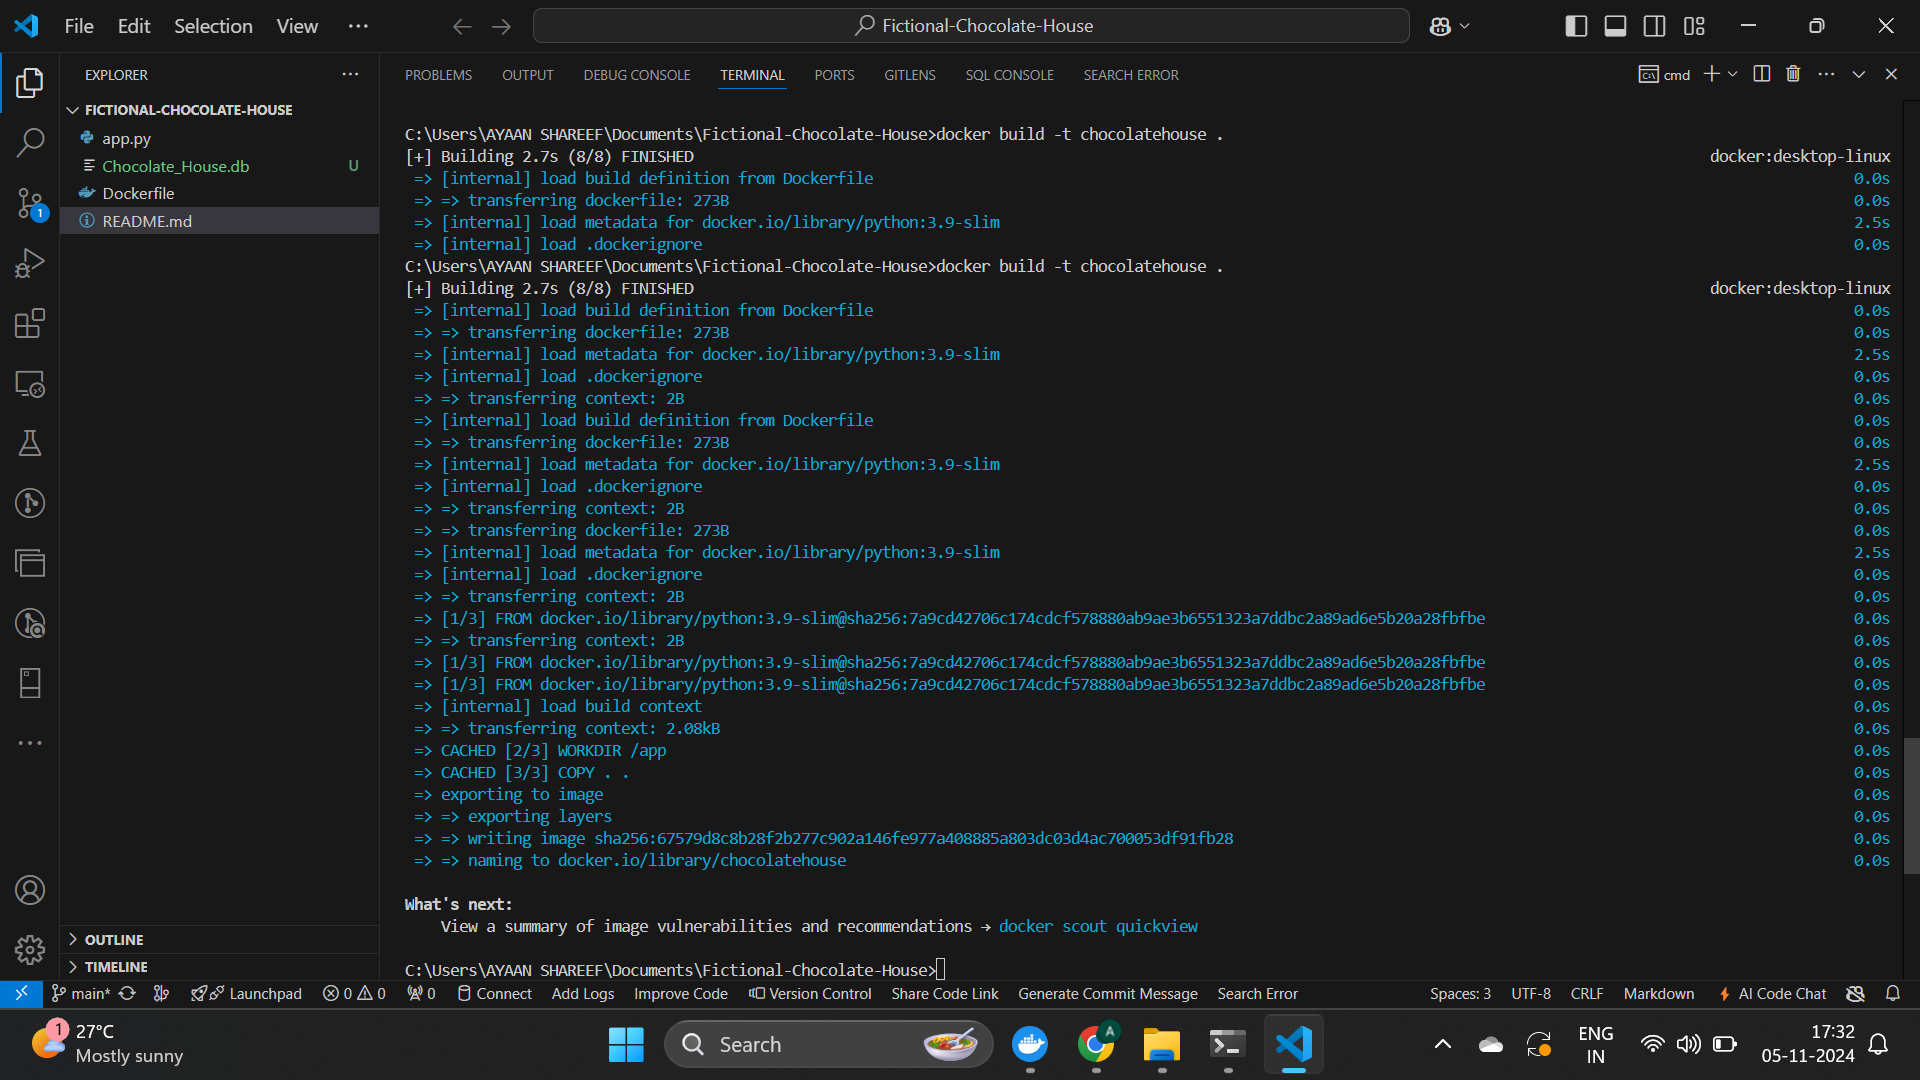 File Edit Selection View ··· Fictional-Chocolate-House
EXPLORER ···
FICTIONAL-CHOCOLATE-HOUSE
app.py
Chocolate_House.db U
Dockerfile
README.md
1
OUTLINE
TIMELINE
PROBLEMS OUTPUT DEBUG CONSOLE TERMINAL PORTS GITLENS SQL CONSOLE SEARCH ERROR cmd
C:\Users\AYAAN SHAREEF\Documents\Fictional-Chocolate-House>docker build -t chocolatehouse .
[+] Building 2.7s (8/8) FINISHED docker:desktop-linux
=> [internal] load build definition from Dockerfile 0.0s
=> => transferring dockerfile: 273B 0.0s
=> [internal] load metadata for docker.io/library/python:3.9-slim 2.5s
=> [internal] load .dockerignore 0.0s
C:\Users\AYAAN SHAREEF\Documents\Fictional-Chocolate-House>docker build -t chocolatehouse .
[+] Building 2.7s (8/8) FINISHED docker:desktop-linux
=> [internal] load build definition from Dockerfile 0.0s
=> => transferring dockerfile: 273B 0.0s
=> [internal] load metadata for docker.io/library/python:3.9-slim 2.5s
=> [internal] load .dockerignore 0.0s
=> => transferring context: 2B 0.0s
=> [internal] load build definition from Dockerfile 0.0s
=> => transferring dockerfile: 273B 0.0s
=> [internal] load metadata for docker.io/library/python:3.9-slim 2.5s
=> [internal] load .dockerignore 0.0s
=> => transferring context: 2B 0.0s
=> => transferring dockerfile: 273B 0.0s
=> [internal] load metadata for docker.io/library/python:3.9-slim 2.5s
=> [internal] load .dockerignore 0.0s
=> => transferring context: 2B 0.0s
=> [1/3] FROM docker.io/library/python:3.9-slim@sha256:7a9cd42706c174cdcf578880ab9ae3b6551323a7ddbc2a89ad6e5b20a28fbfbe 0.0s
=> => transferring context: 2B 0.0s
=> [1/3] FROM docker.io/library/python:3.9-slim@sha256:7a9cd42706c174cdcf578880ab9ae3b6551323a7ddbc2a89ad6e5b20a28fbfbe 0.0s
=> [1/3] FROM docker.io/library/python:3.9-slim@sha256:7a9cd42706c174cdcf578880ab9ae3b6551323a7ddbc2a89ad6e5b20a28fbfbe 0.0s
=> [internal] load build context 0.0s
=> => transferring context: 2.08kB 0.0s
=> CACHED [2/3] WORKDIR /app 0.0s
=> CACHED [3/3] COPY . . 0.0s
=> exporting to image 0.0s
=> => exporting layers 0.0s
=> => writing image sha256:67579d8c8b28f2b277c902a146fe977a408885a803dc03d4ac700053df91fb28 0.0s
=> => naming to docker.io/library/chocolatehouse 0.0s
What's next:
View a summary of image vulnerabilities and recommendations → docker scout quickview
C:\Users\AYAAN SHAREEF\Documents\Fictional-Chocolate-House>
main* Launchpad 0 0 0 Connect Add Logs Improve Code Version Control Share Code Link Generate Commit Message Search Error Spaces: 3 UTF-8 CRLF Markdown AI Code Chat
1
27°C
Mostly sunny
Search
A
ENG
IN
17:32
05-11-2024